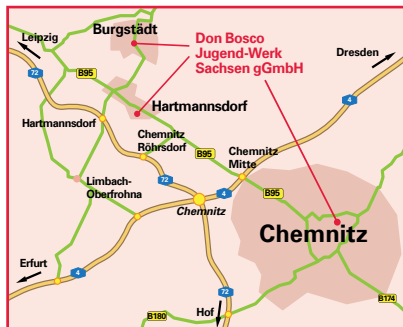 Leipzig
Burgstädt
Don Bosco
Jugend-Werk
Sachsen gGmbH
Dresden
72
B95
4
Hartmannsdorf
Hartmannsdorf
Chemnitz
Röhrsdorf
B95
Chemnitz
Mitte
Limbach-
Oberfrohna
72
4
B95
Chemnitz
Chemnitz
Erfurt
4
72
B174
Hof
B180